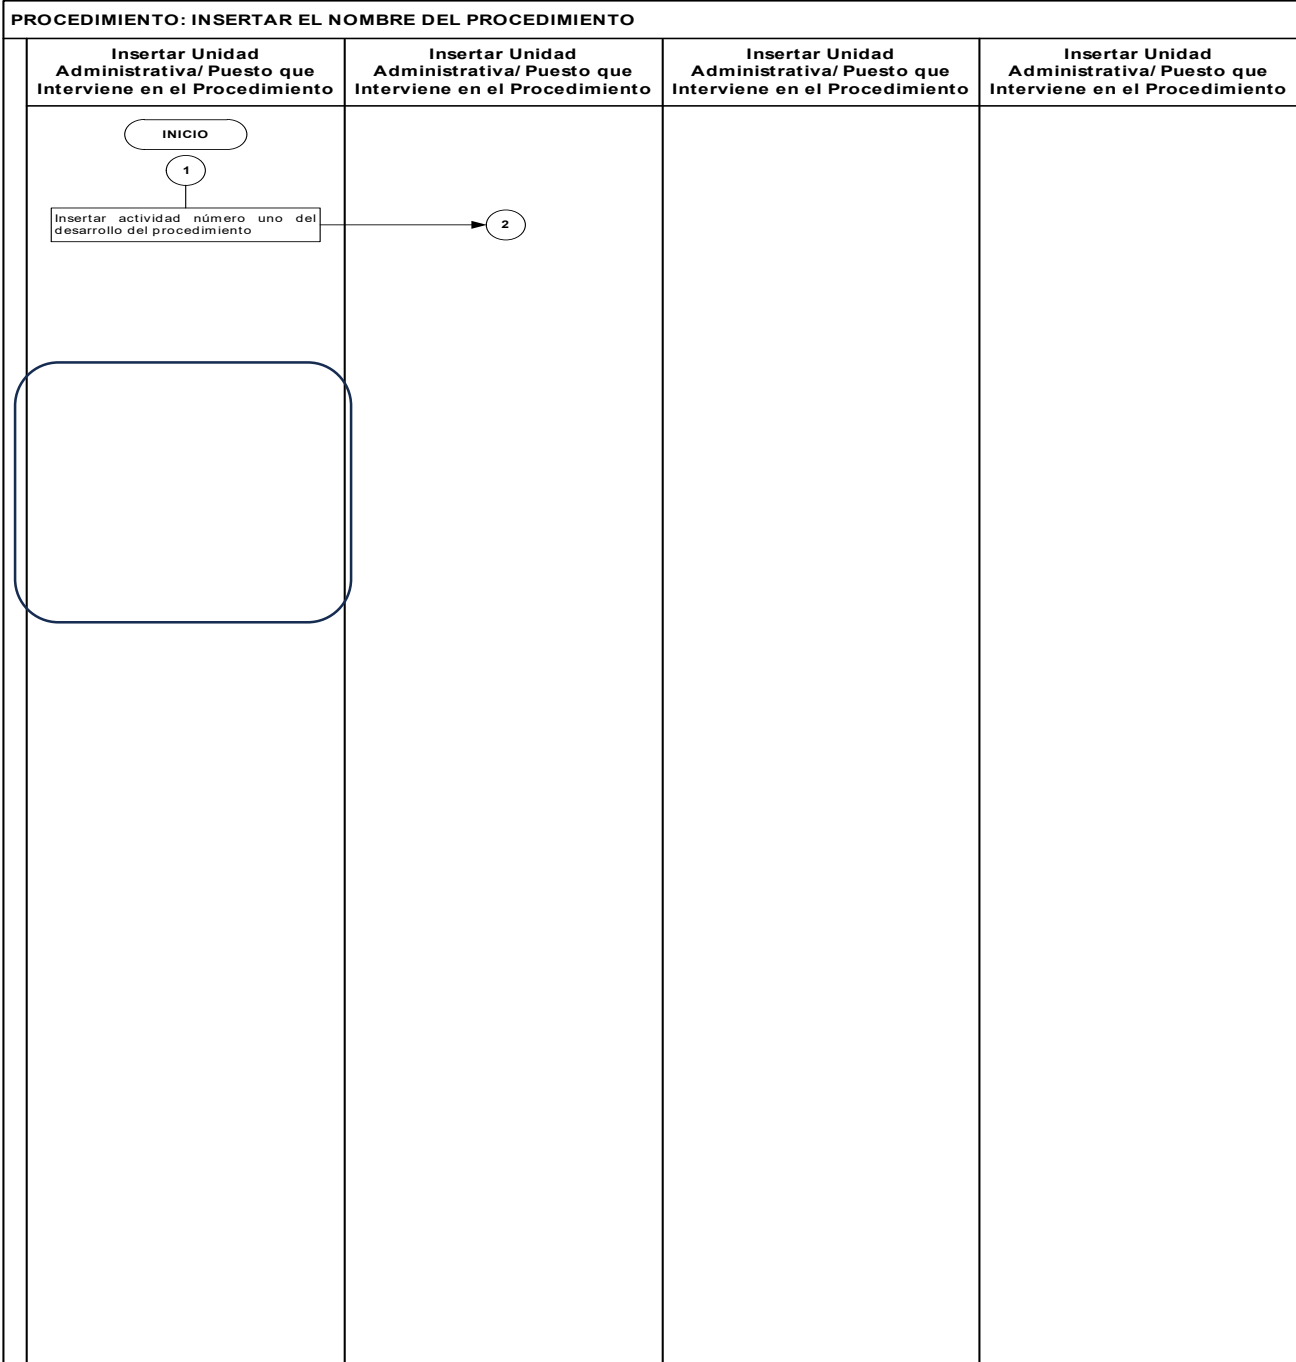 PROCEDIMIENTO: INSERTAR EL NOMBRE DEL PROCEDIMIENTO
Insertar Unidad
Administrativa/ Puesto que
Interviene en el Procedimiento
Insertar Unidad
Administrativa/ Puesto que
Interviene en el Procedimiento
Insertar Unidad
Administrativa/ Puesto que
Interviene en el Procedimiento
Insertar Unidad
Administrativa/ Puesto que
Interviene en el Procedimiento
INICIO
1
Insertar actividad número uno del
desarrollo del procedimiento
2